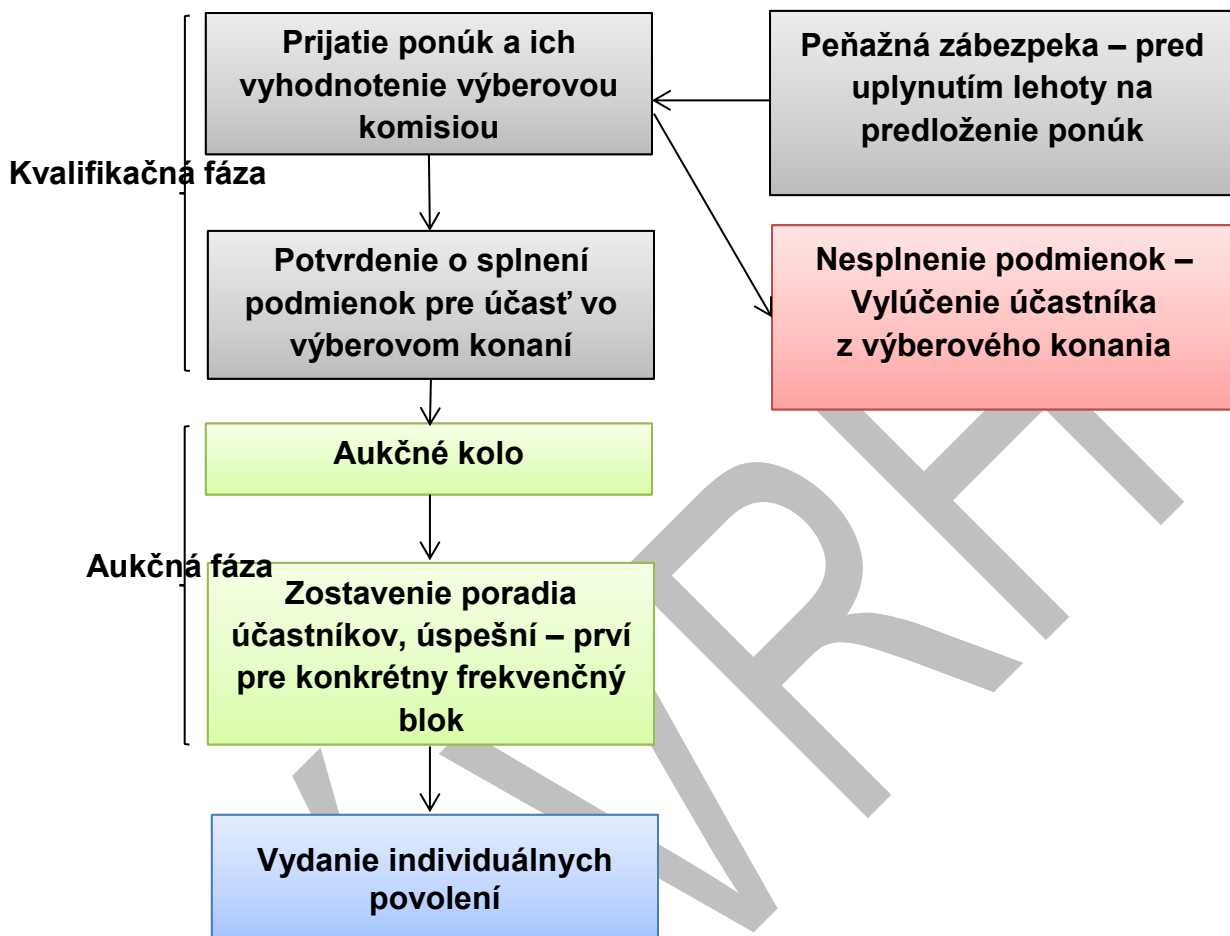 Prijatie ponúk a ich
vyhodnotenie výberovou
komisiou
Peňažná zábezpeka – pred
uplynutím lehoty na
predloženie ponúk
Kvalifikačná fáza
Potvrdenie o splnení
podmienok pre účasť vo
výberovom konaní
Nesplnenie podmienok –
Vylúčenie účastníka
z výberového konania
Aukčné kolo
Aukčná fáza
Zostavenie poradia
účastníkov, úspešní – prví
pre konkrétny frekvenčný
blok
Vydanie individuálnych
povolení